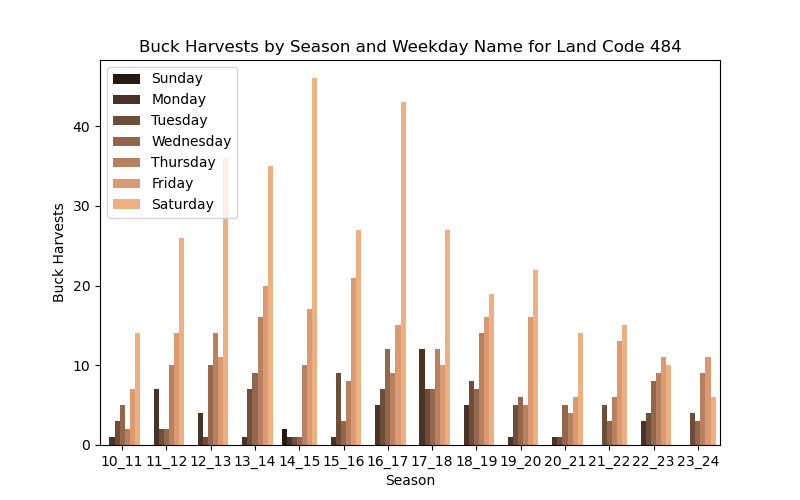 Buck Harvests by Season and Weekday Name for Land Code 484
Sunday
Monday
Tuesday
Wednesday
Thursday
Friday
Saturday
40
30
20
10
0
Buck Harvests
10_11 11_12 12_13 13_14 14_15 15_16 16_17 17_18 18_19 19_20 20_21 21_22 22_23 23_24
Season